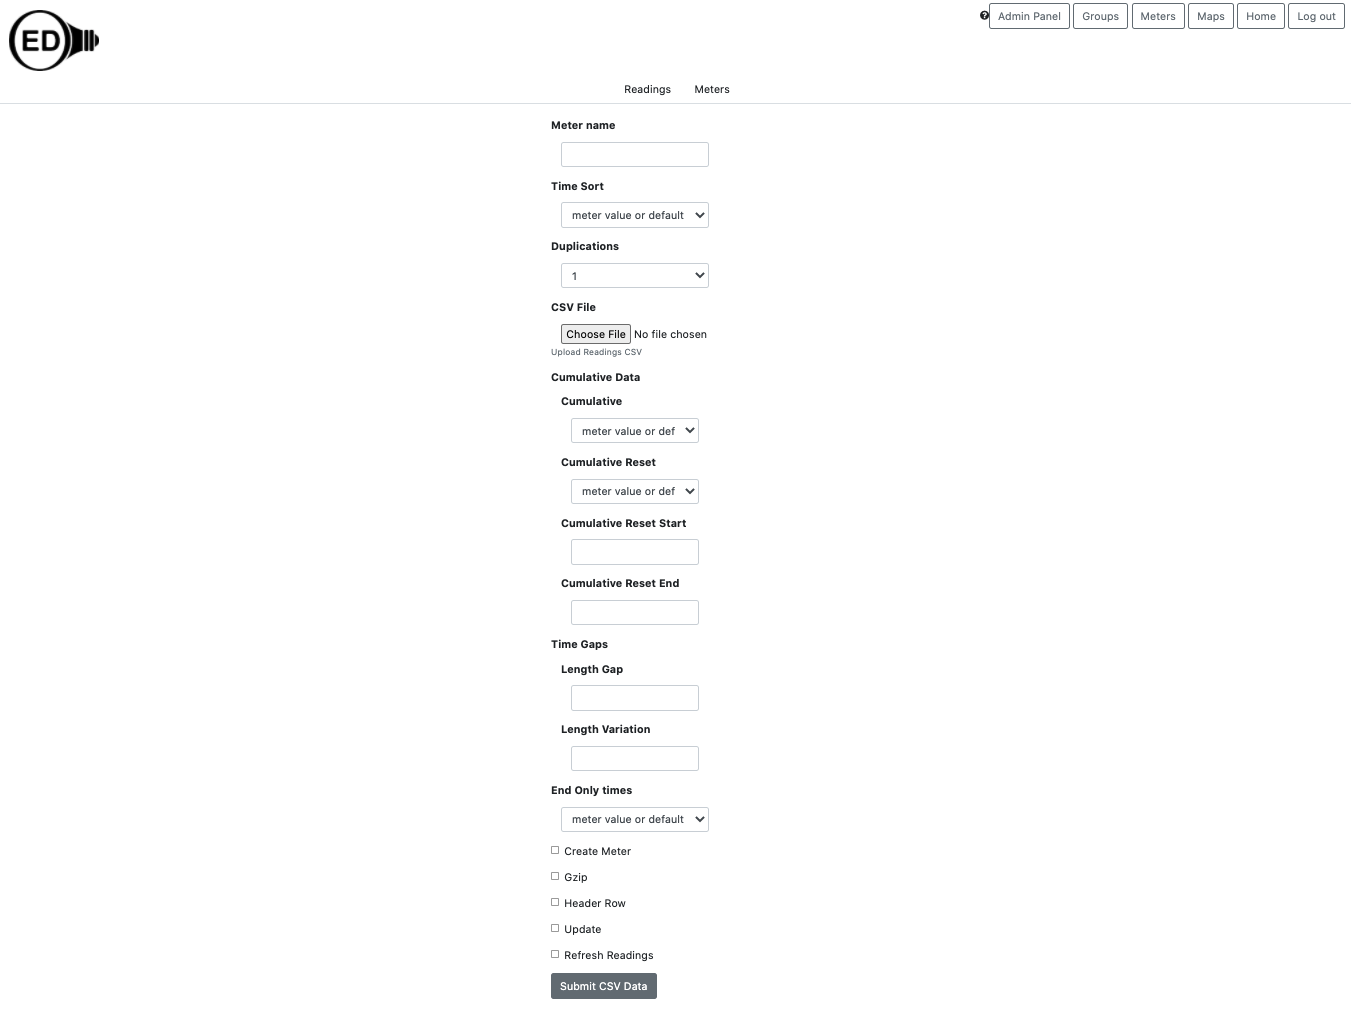 ED
Admin Panel Groups Meters Maps Home Log out
Readings Meters
Meter name
Time Sort
meter value or default
Duplications
1
CSV File
Choose File No file chosen
Upload Readings CSV
Cumulative Data
Cumulative
meter value or def
Cumulative Reset
meter value or def
Cumulative Reset Start
Cumulative Reset End
Time Gaps
Length Gap
Length Variation
End Only times
meter value or default
Create Meter
Gzip
Header Row
Update
Refresh Readings
Submit CSV Data